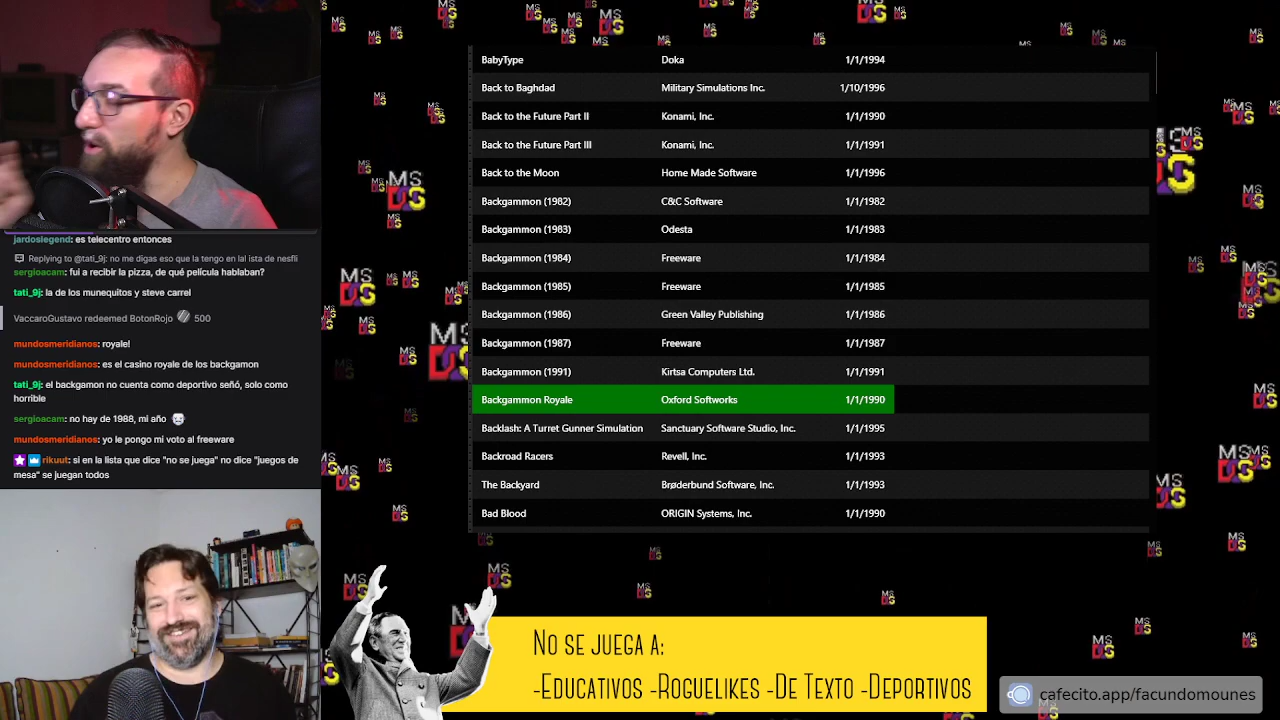 jardoslegend: es telecentro entonces
Replying to @tati_9j: no me digas eso que la tengo en lal ista de nesfli
sergioacam: fui a recibir la pizza, de qué película hablaban?
tati_9j: la de los munequitos y steve carrel
VaccaroGustavo redeemed BotonRojo 500
mundosmeridianos: royale!
mundosmeridianos: es el casino royale de los backgamon
tati_9j: el backgamon no cuenta como deportivo señó, solo como
horrible
sergioacam: no hay de 1988, mi año
mundosmeridianos: yo le pongo mi voto al freeware
rikuut: si en la lista que dice "no se juega" no dice "juegos de
mesa" se juegan todos
BabyType Doka 1/1/1994
Back to Baghdad Military Simulations Inc. 1/10/1996
Back to the Future Part II Konami, Inc. 1/1/1990
Back to the Future Part III Konami, Inc. 1/1/1991
Back to the Moon Home Made Software 1/1/1996
Backgammon (1982) C&C Software 1/1/1982
Backgammon (1983) Odesta 1/1/1983
Backgammon (1984) Freeware 1/1/1984
Backgammon (1985) Freeware 1/1/1985
Backgammon (1986) Green Valley Publishing 1/1/1986
Backgammon (1987) Freeware 1/1/1987
Backgammon (1991) Kirtsa Computers Ltd. 1/1/1991
Backgammon Royale Oxford Softworks 1/1/1990
Backlash: A Turret Gunner Simulation Sanctuary Software Studio, Inc. 1/1/1995
Backroad Racers Revell, Inc. 1/1/1993
The Backyard Brøderbund Software, Inc. 1/1/1993
Bad Blood ORIGIN Systems, Inc. 1/1/1990
MS
DOS
No se juega a:
-Educativos -Roguelikes -De Texto -Deportivos
cafecito.app/facundomounes